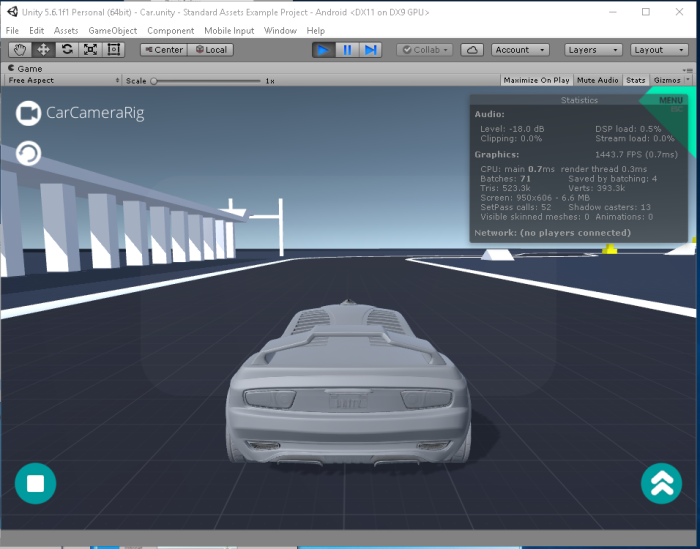 Unity 5.6.1f1 Personal (64bit) - Car.unity - Standard Assets Example Project - Android <DX11 on DX9 GPU>
File Edit Assets GameObject Component Mobile Input Window Help
Center Local Collab Account Layers Layout
Game
Free Aspect Scale 1x Maximize On Play Mute Audio Stats Gizmos
CarCameraRig
Statistics
MENU
Audio:
Level: -18.0 dB DSP load: 0.5%
Clipping: 0.0% Stream load: 0.0%
Graphics: 1443.7 FPS (0.7ms)
CPU: main 0.7ms render thread 0.3ms
Batches: 71 Saved by batching: 4
Tris: 523.3k Verts: 393.3k
Screen: 950x606 - 6.6 MB
SetPass calls: 52 Shadow casters: 13
Visible skinned meshes: 0 Animations: 0
Network: (no players connected)